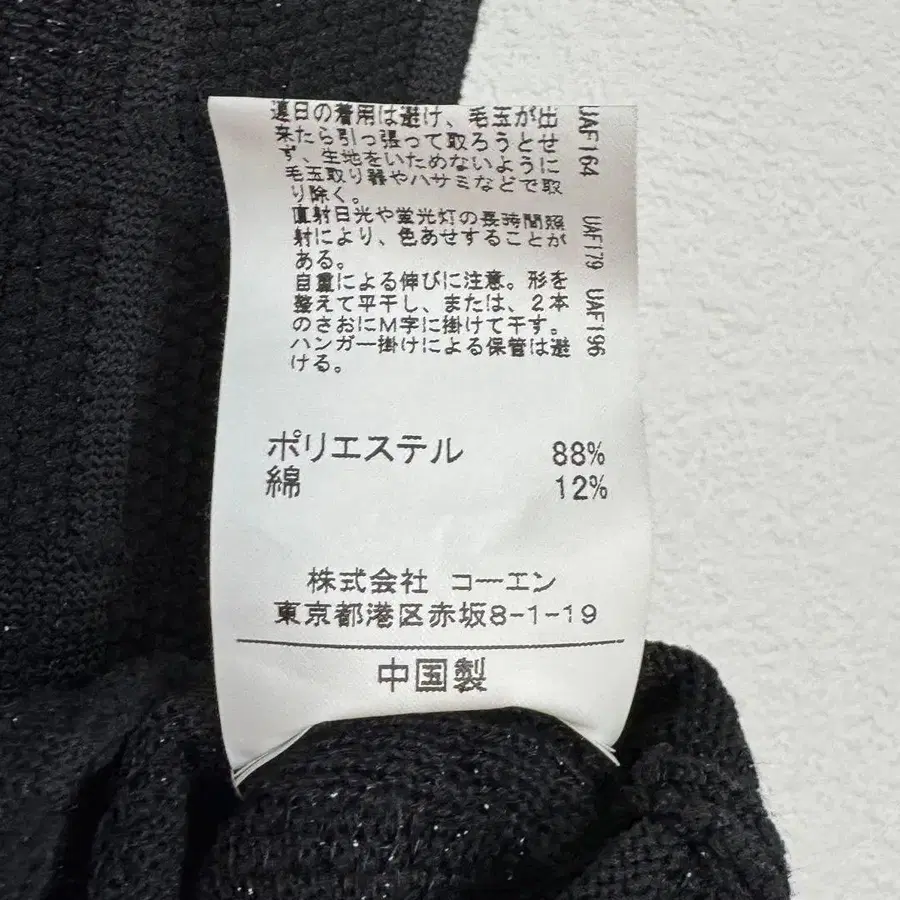 連日の着用は避け、毛玉が出
来たら引っ張って取ろうとせ
ず、生地をいためないように
毛玉取り器やハサミなどで取
り除く。
直射日光や蛍光灯の長時間照
射により、色あせすることが
ある。
自重による伸びに注意。形を
整えて平干し、または、2本
のさおにM字に掛けて干す。
ハンガー掛けによる保管は避
ける。
UAF164 UAF179 UAF196
ポリエステル 88%
綿 12%
株式会社 コーエン
東京都港区赤坂8-1-19
中国製